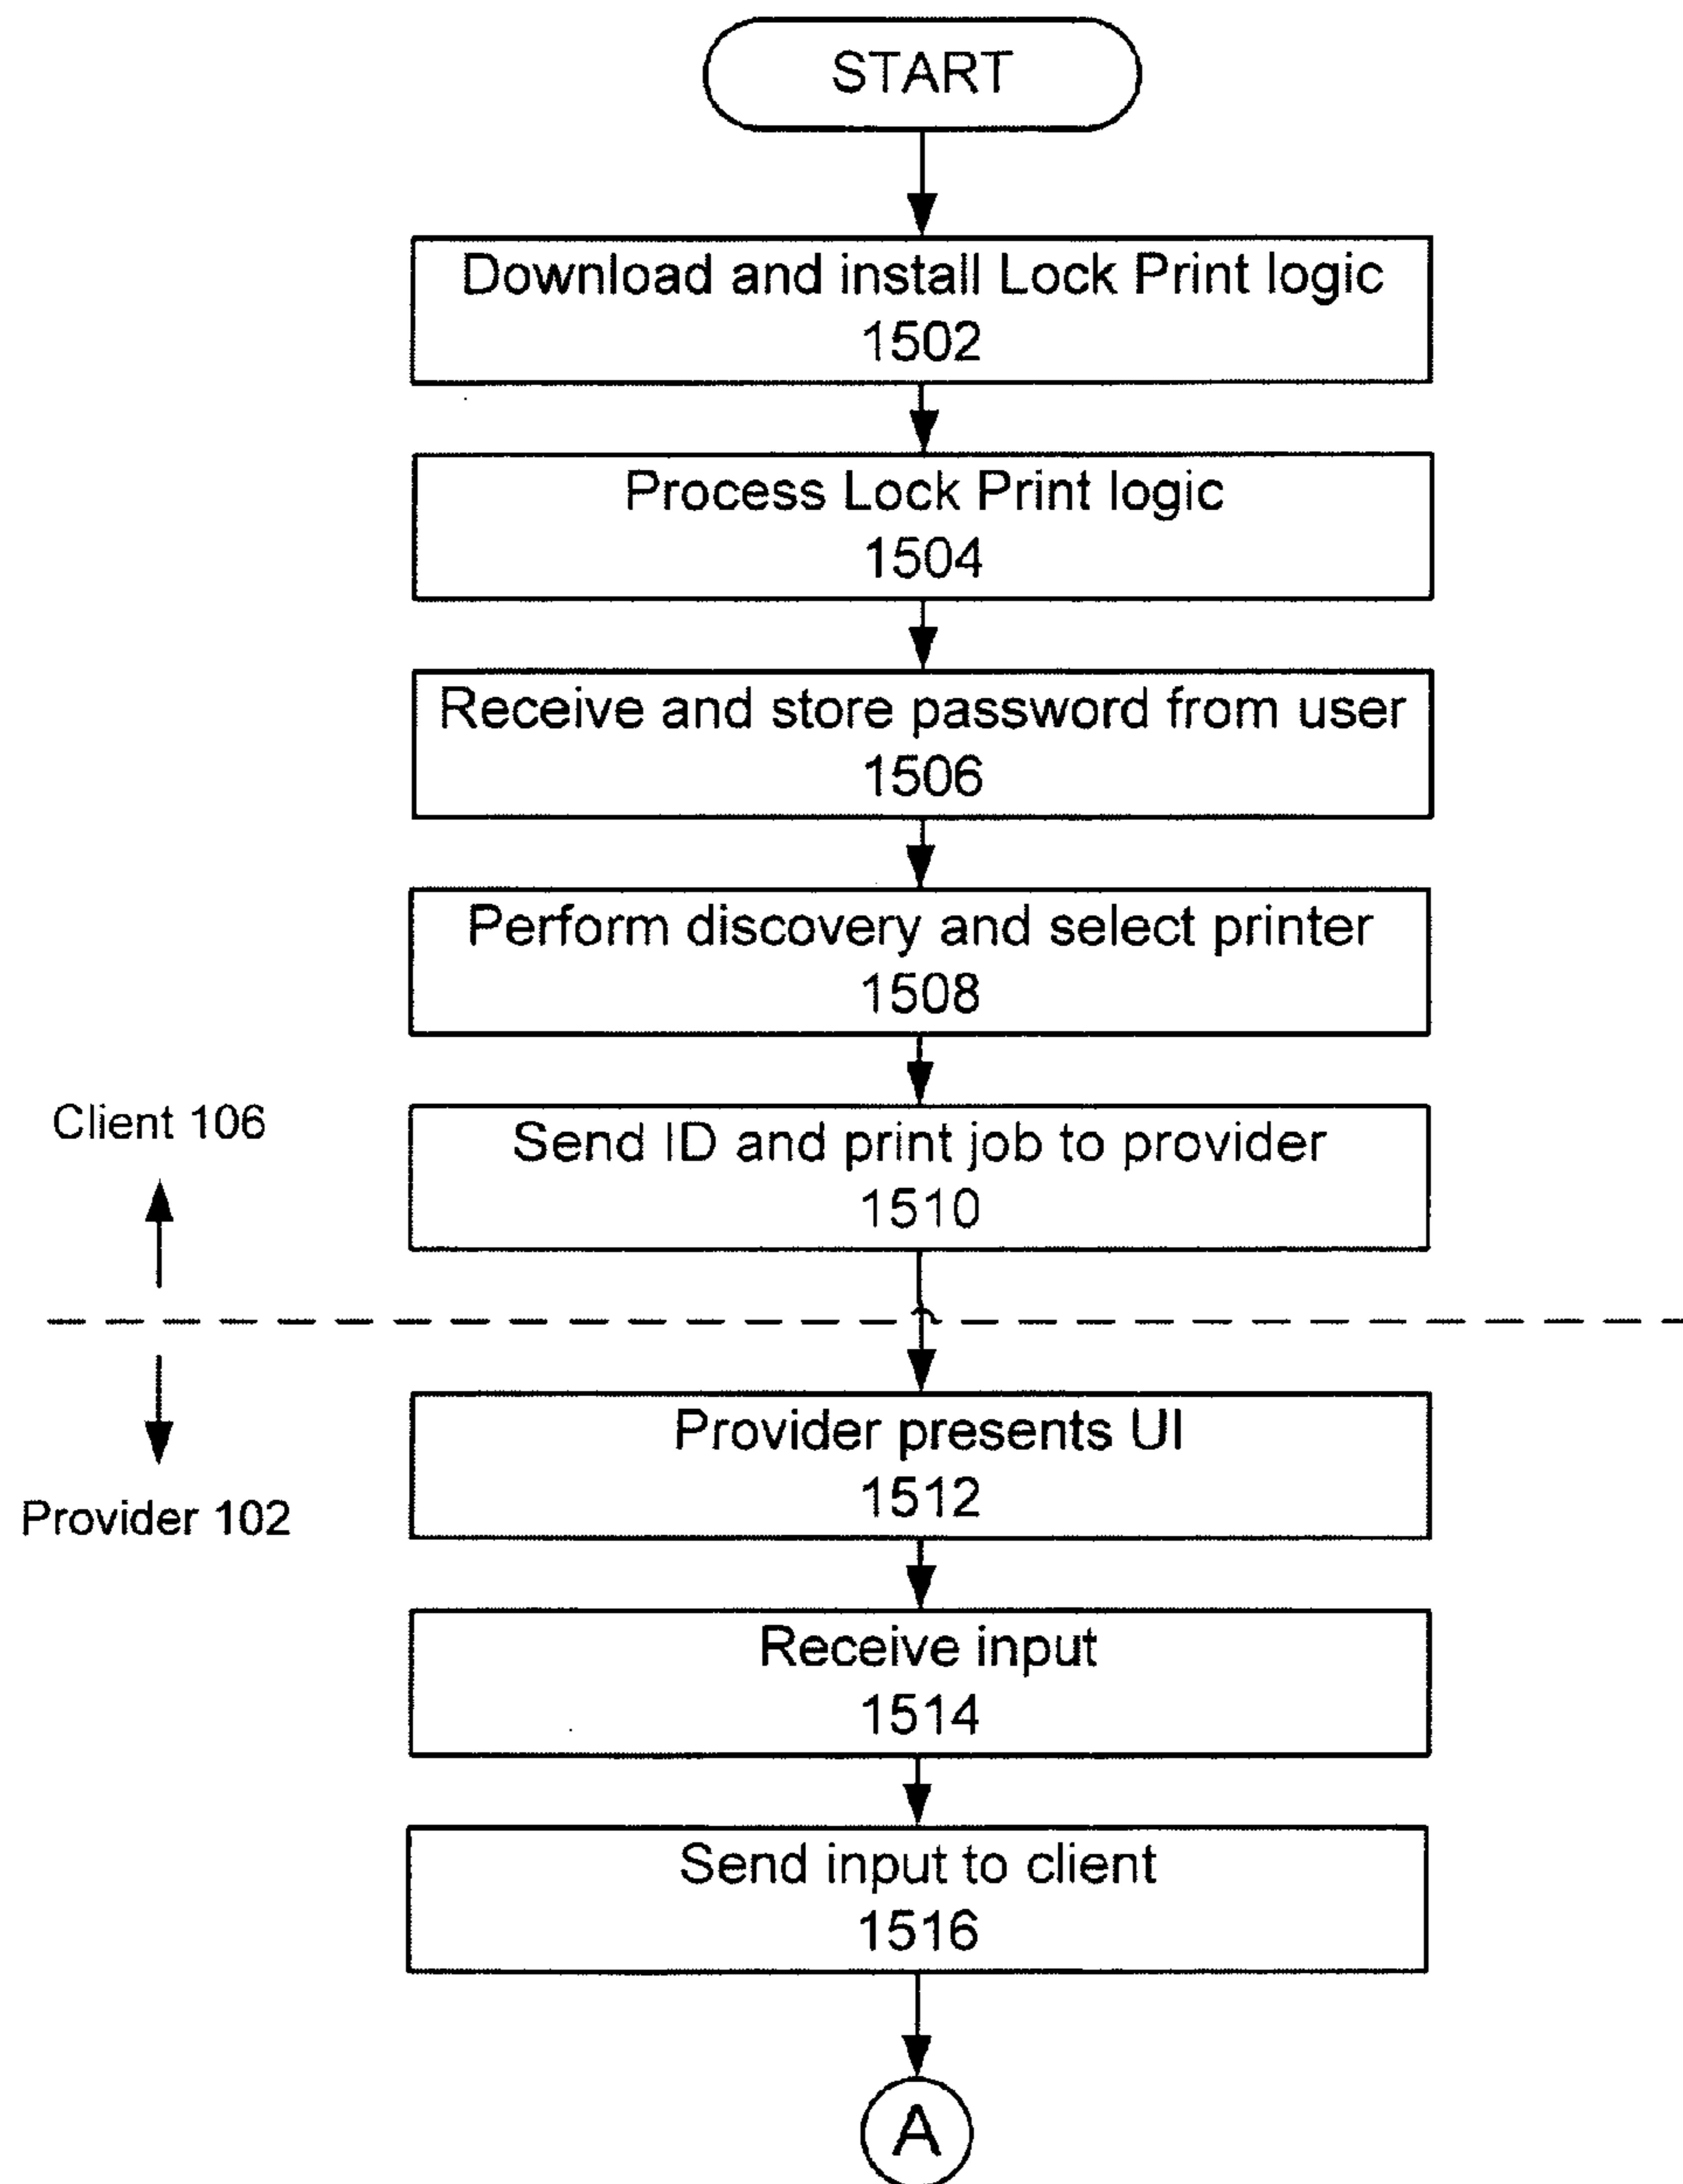 START
Download and install Lock Print logic
1502
Process Lock Print logic
1504
Receive and store password from user
1506
Perform discovery and select printer
1508
Client 106
Send ID and print job to provider
1510
Provider presents UI
1512
Provider 102
Receive input
1514
Send input to client
1516
A